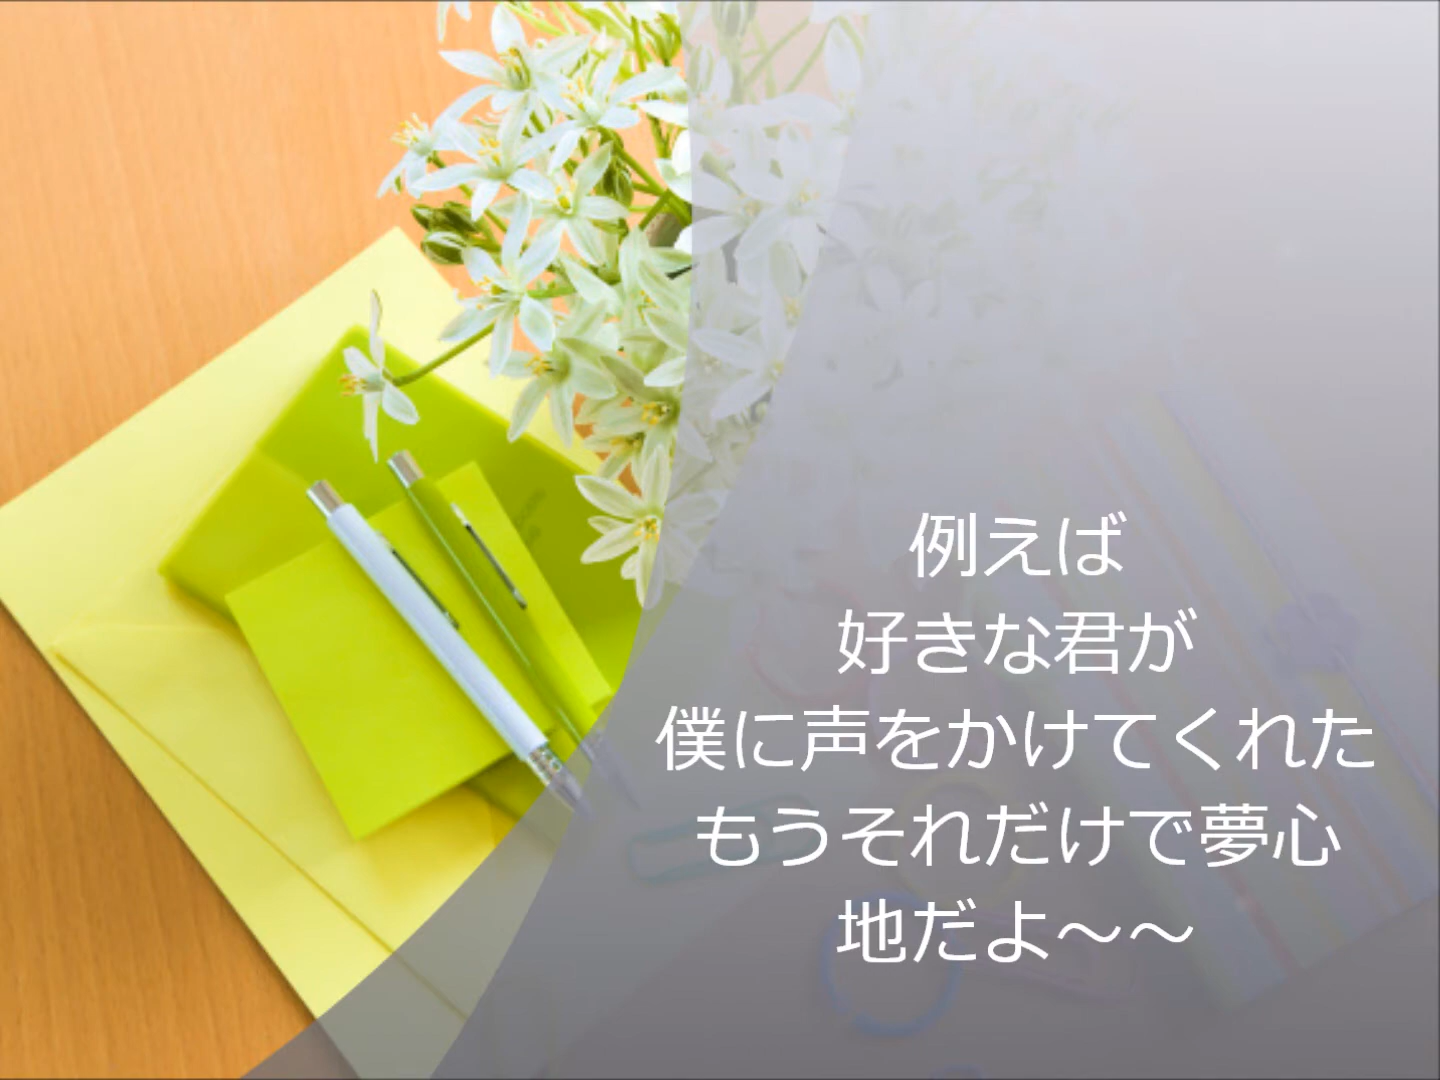 例えば
好きな君が
僕に声をかけてくれた
もうそれだけで夢心
地だよ～～